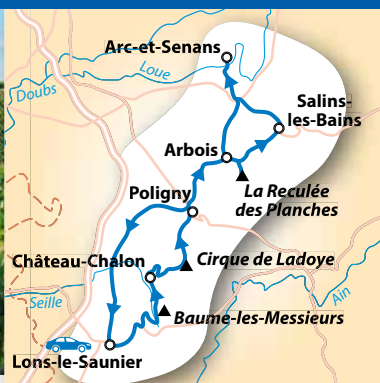 Arc-et-Senans
Loue
Doubs
Salins-
les-Bains
Arbois
La Reculée
des Planches
Poligny
Château-Chalon
Cirque de Ladoye
Seille
Ain
Baume-les-Messieurs
Lons-le-Saunier